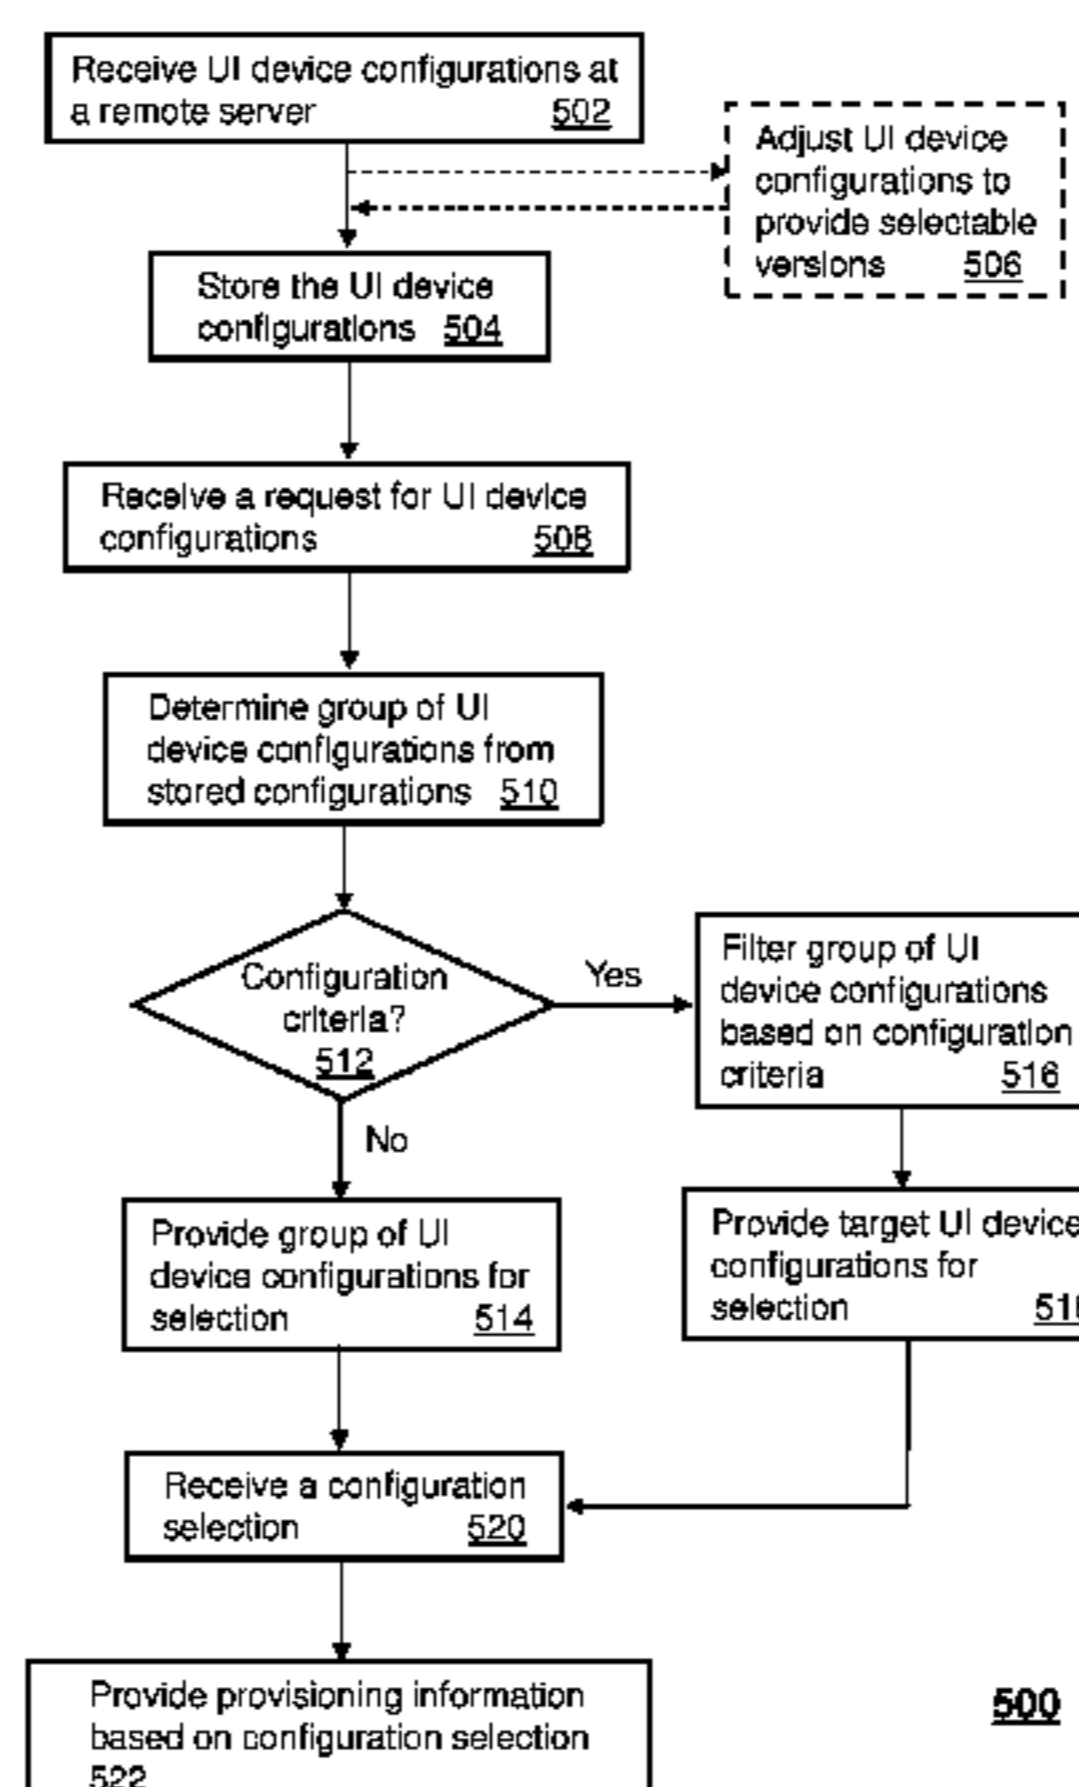 Receive UI device configurations at
a remote server 502
Adjust UI device
configurations to
provide selectable
versions 506
Store the UI device
configurations 504
Receive a request for UI device
configurations 508
Determine group of UI
device configurations from
stored configurations 510
Configuration
criteria?
512
Yes
Filter group of UI
device configurations
based on configuration
criteria 516
No
Provide group of UI
device configurations for
selection 514
Provide target UI device
configurations for
selection
Receive a configuration
selection 520
Provide provisioning information
based on configuration selection
522
500